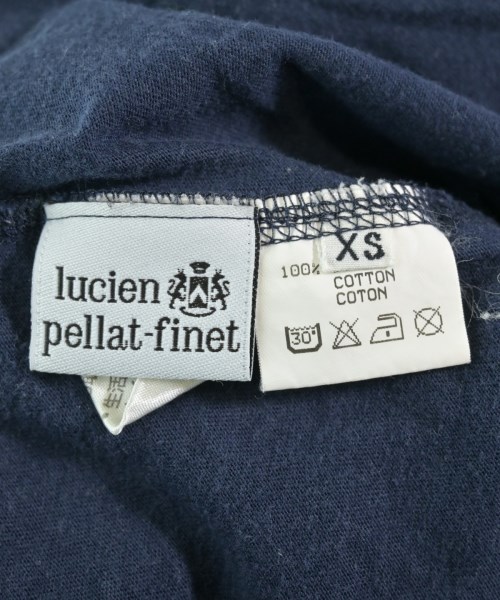 lucien
pellat-finet
XS
100%
COTTON
COTON
30°